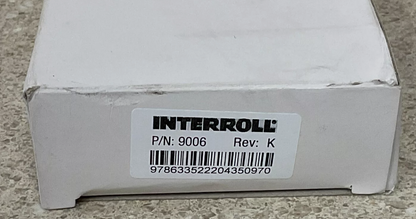 INTERROLL
P/N: 9006 Rev: K
978633522204350970